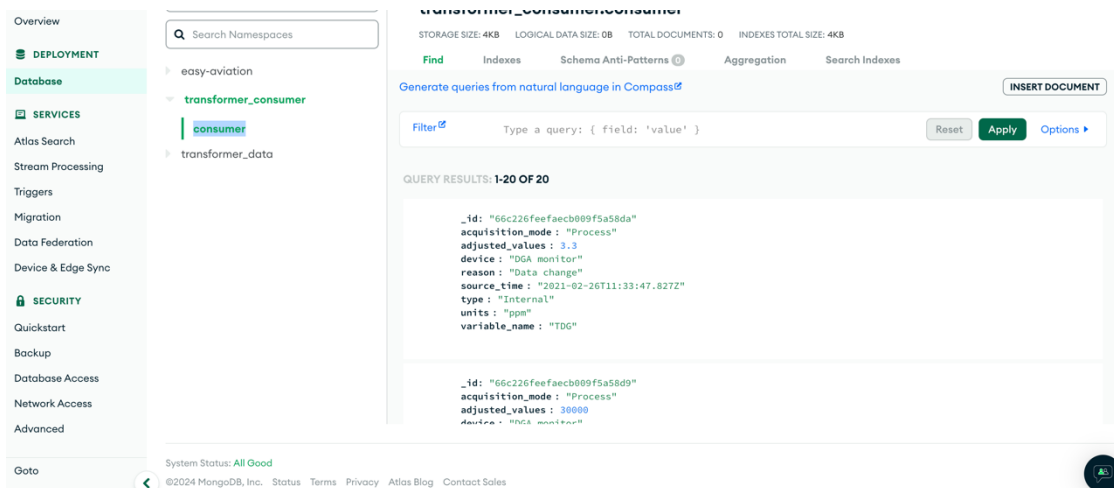 Overview
DEPLOYMENT
Database
SERVICES
Atlas Search
Stream Processing
Triggers
Migration
Data Federation
Device & Edge Sync
SECURITY
Quickstart
Backup
Database Access
Network Access
Advanced
Goto
Search Namespaces
easy-aviation
transformer_consumer
consumer
transformer_data
transformer_consumer.consumer
STORAGE SIZE: 4KB LOGICAL DATA SIZE: 0B TOTAL DOCUMENTS: 0 INDEXES TOTAL SIZE: 4KB
Find Indexes Schema Anti-Patterns 0 Aggregation Search Indexes
Generate queries from natural language in Compass INSERT DOCUMENT
Filter Type a query: { field: 'value' } Reset Apply Options
QUERY RESULTS: 1-20 OF 20
_id: "66c226feefaecb009f5a58da"
acquisition_mode : "Process"
adjusted_values : 3.3
device : "DGA monitor"
reason : "Data change"
source_time : "2021-02-26T11:33:47.827Z"
type : "Internal"
units : "ppm"
variable_name : "TDG"
_id: "66c226feefaecb009f5a58d9"
acquisition_mode : "Process"
adjusted_values : 30000
device : "DGA monitor"
System Status: All Good
©2024 MongoDB, Inc. Status Terms Privacy Atlas Blog Contact Sales